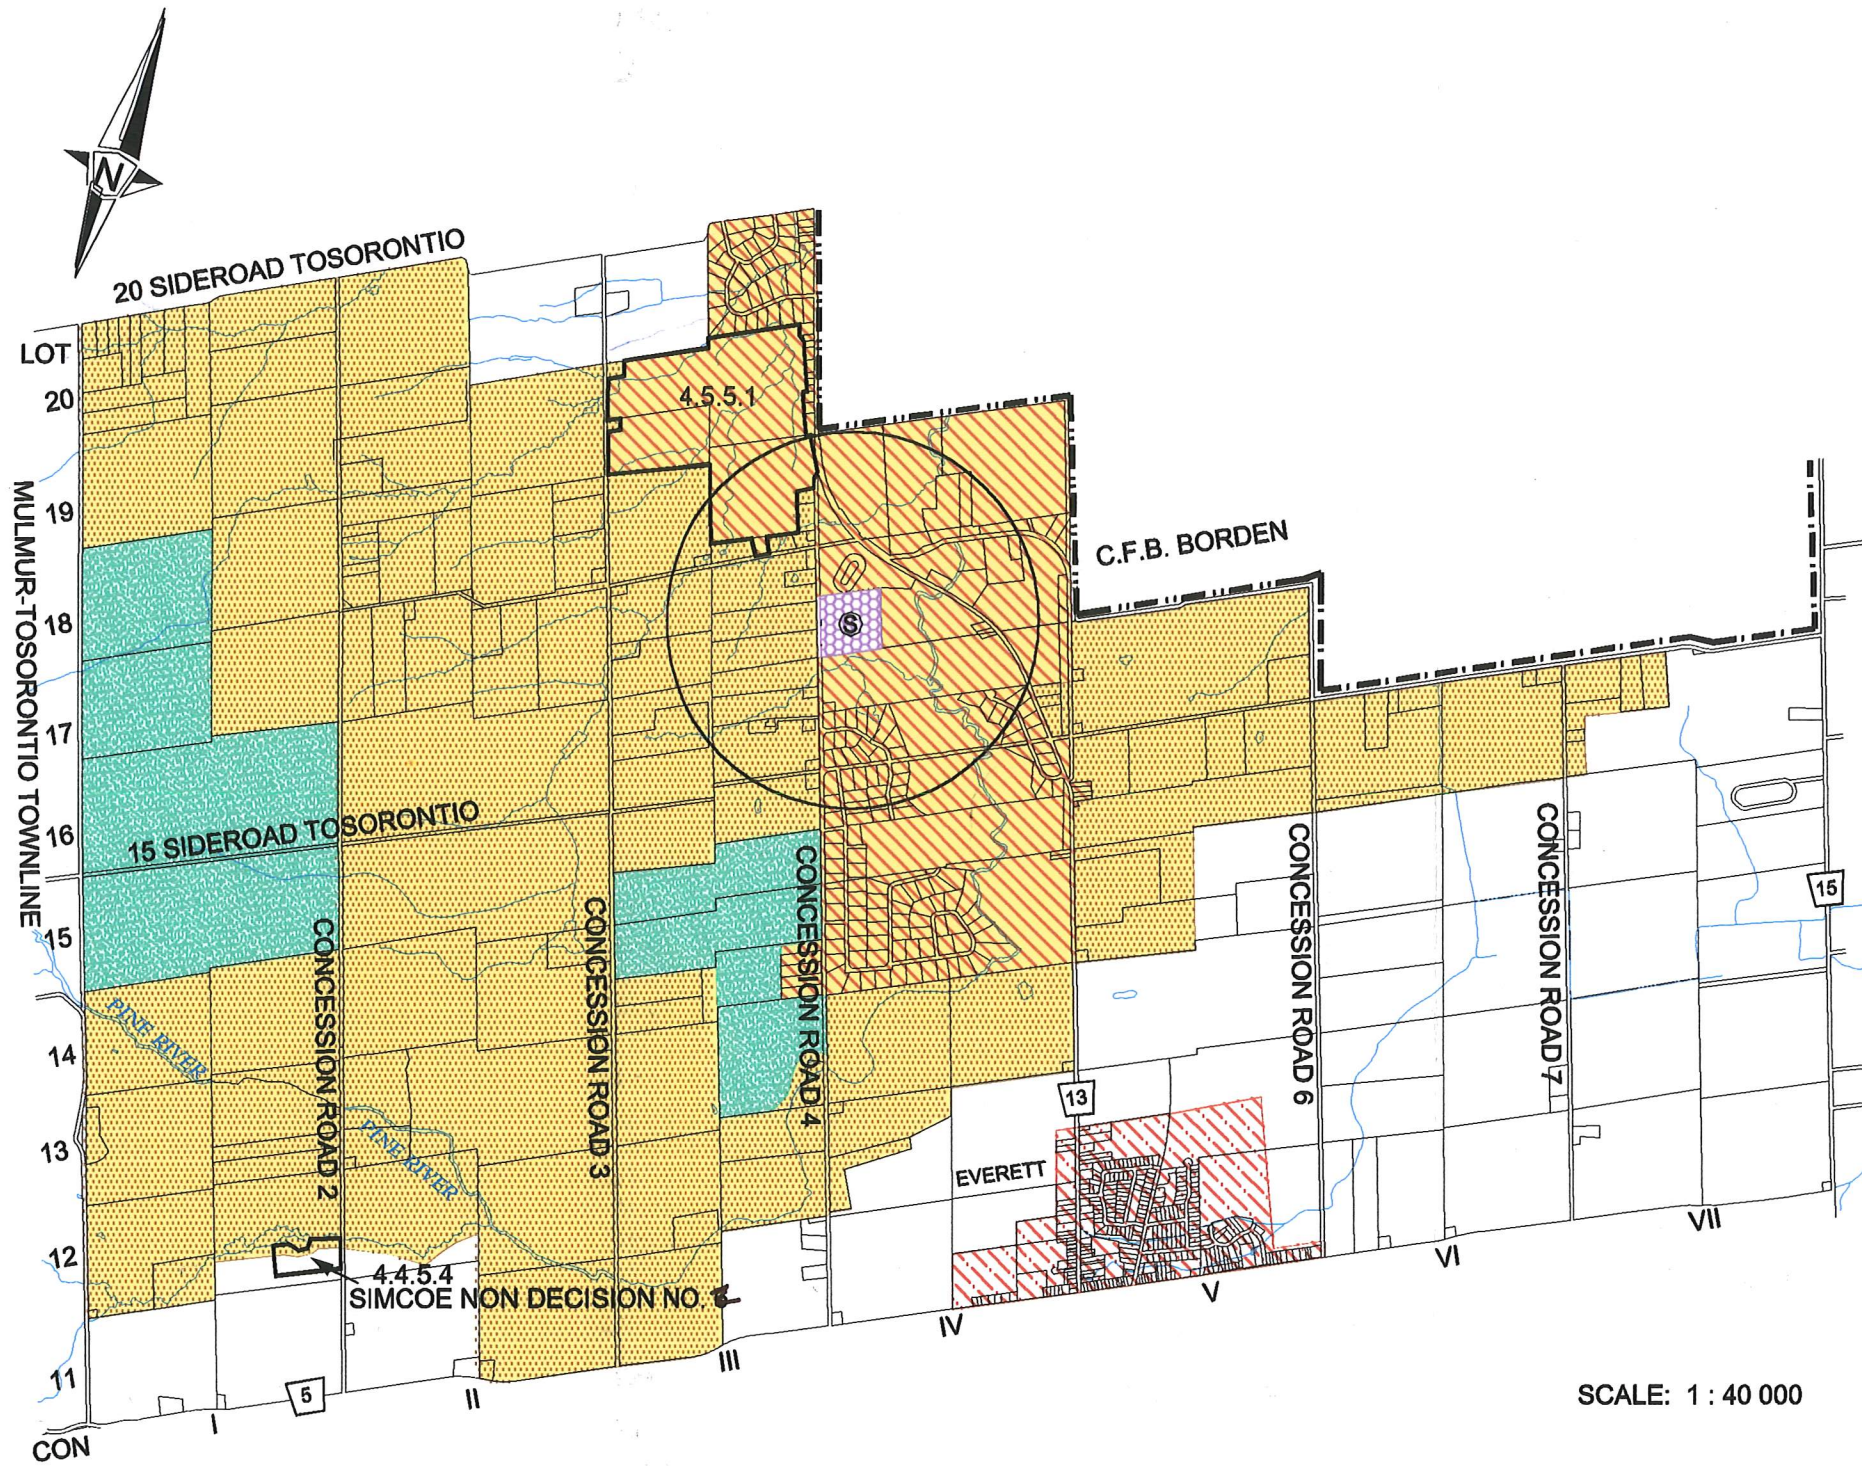 N
20 SIDEROAD TOSORONTIO
LOT
20
4.5.5.1
19
MULMUR-TOSORONTIO TOWNLINE
C.F.B. BORDEN
18
S
17
16
15 SIDEROAD TOSORONTIO
CONCESSION ROAD 2
CONCESSION ROAD 3
CONCESSION ROAD 4
CONCESSION ROAD 6
CONCESSION ROAD 7
15
15
PINE RIVER
14
13
13
PINE RIVER
EVERETT
12
4.4.5.4
SIMCOE NON DECISION NO.
VII
VI
V
IV
III
11
5
II
I
CON
SCALE: 1 : 40 000